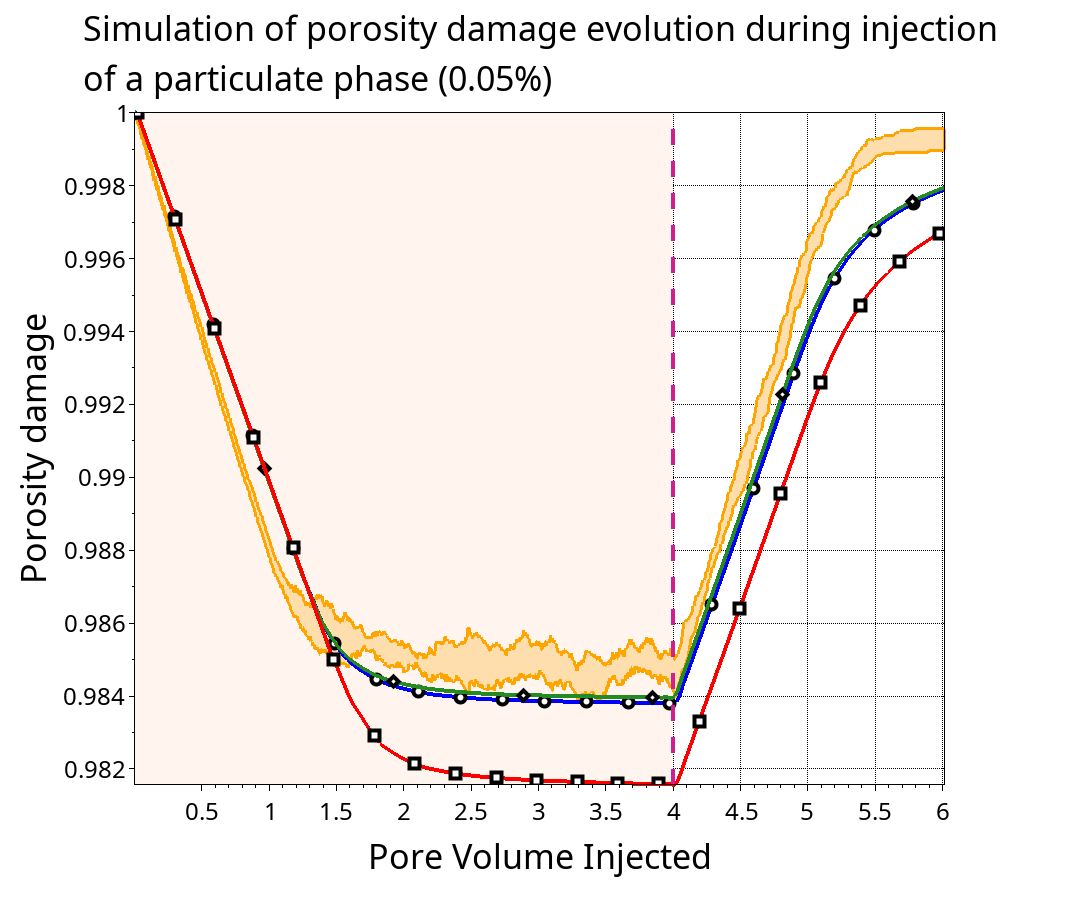 Simulation of porosity damage evolution during injection
of a particulate phase (0.05%)
1
0.998
0.996
0.994
0.992
0.99
0.988
0.986
0.984
0.982
Porosity damage
0.5 1 1.5 2 2.5 3 3.5 4 4.5 5 5.5 6
Pore Volume Injected